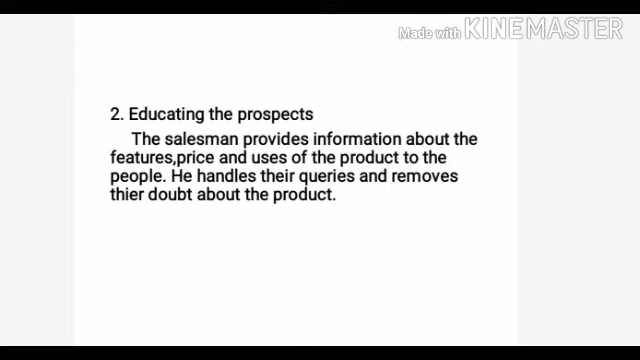 Made with KINEMASTER
2. Educating the prospects
The salesman provides information about the
features,price and uses of the product to the
people. He handles their queries and removes
thier doubt about the product.